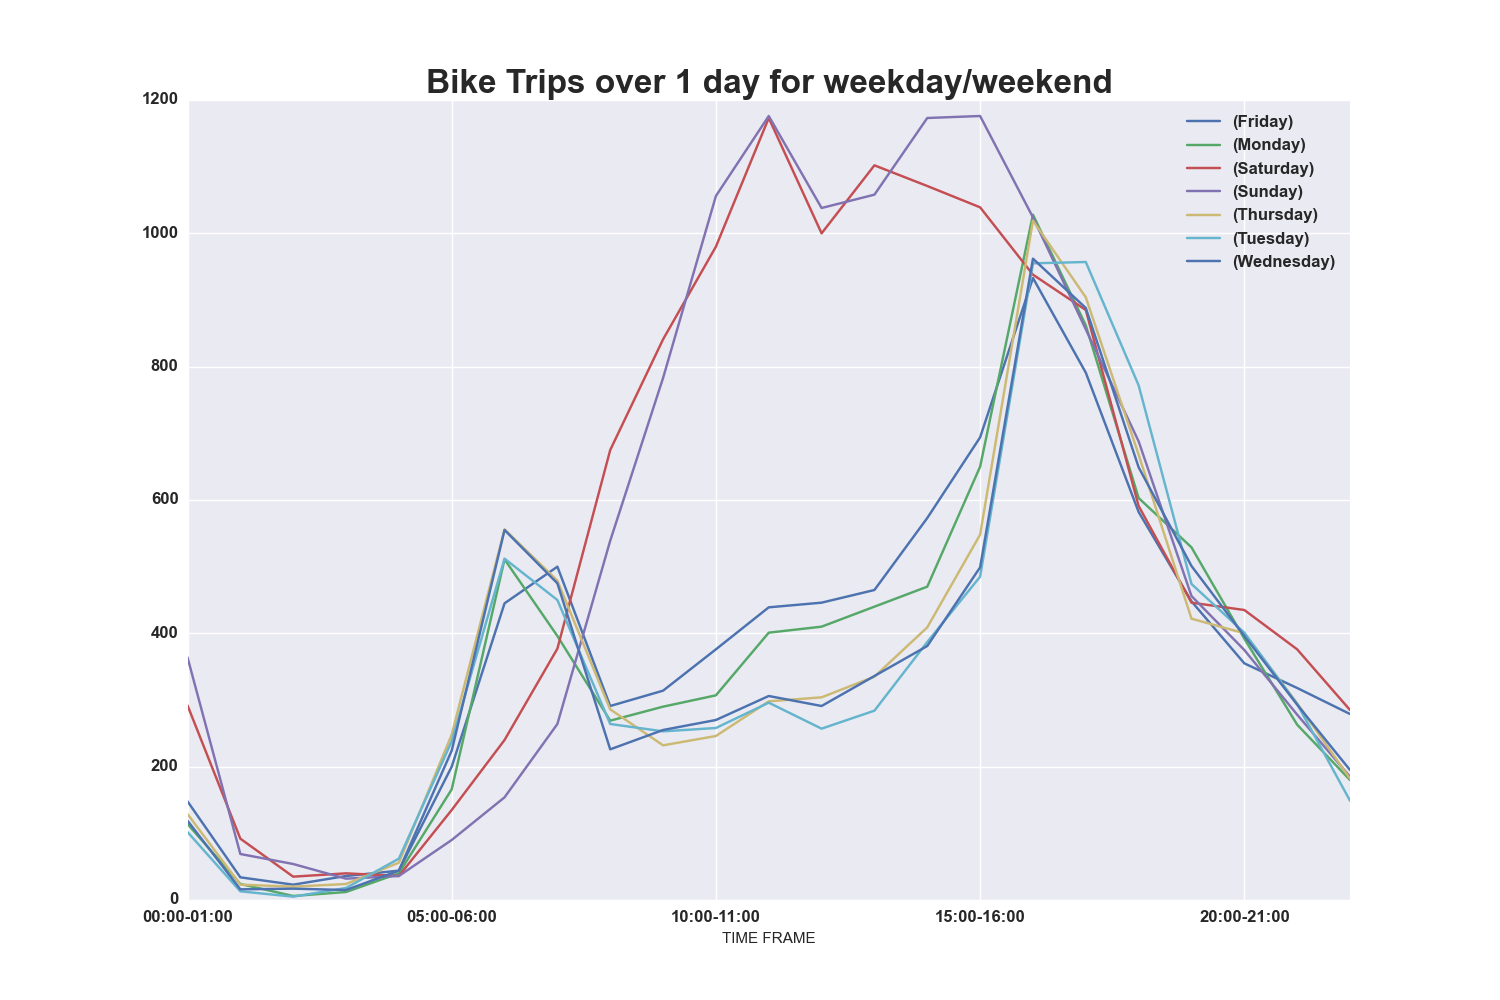 Bike Trips over 1 day for weekday/weekend
1200
1000
800
600
400
200
0
(Friday)
(Monday)
(Saturday)
(Sunday)
(Thursday)
(Tuesday)
(Wednesday)
00:00-01:00 05:00-06:00 10:00-11:00 15:00-16:00 20:00-21:00
TIME FRAME